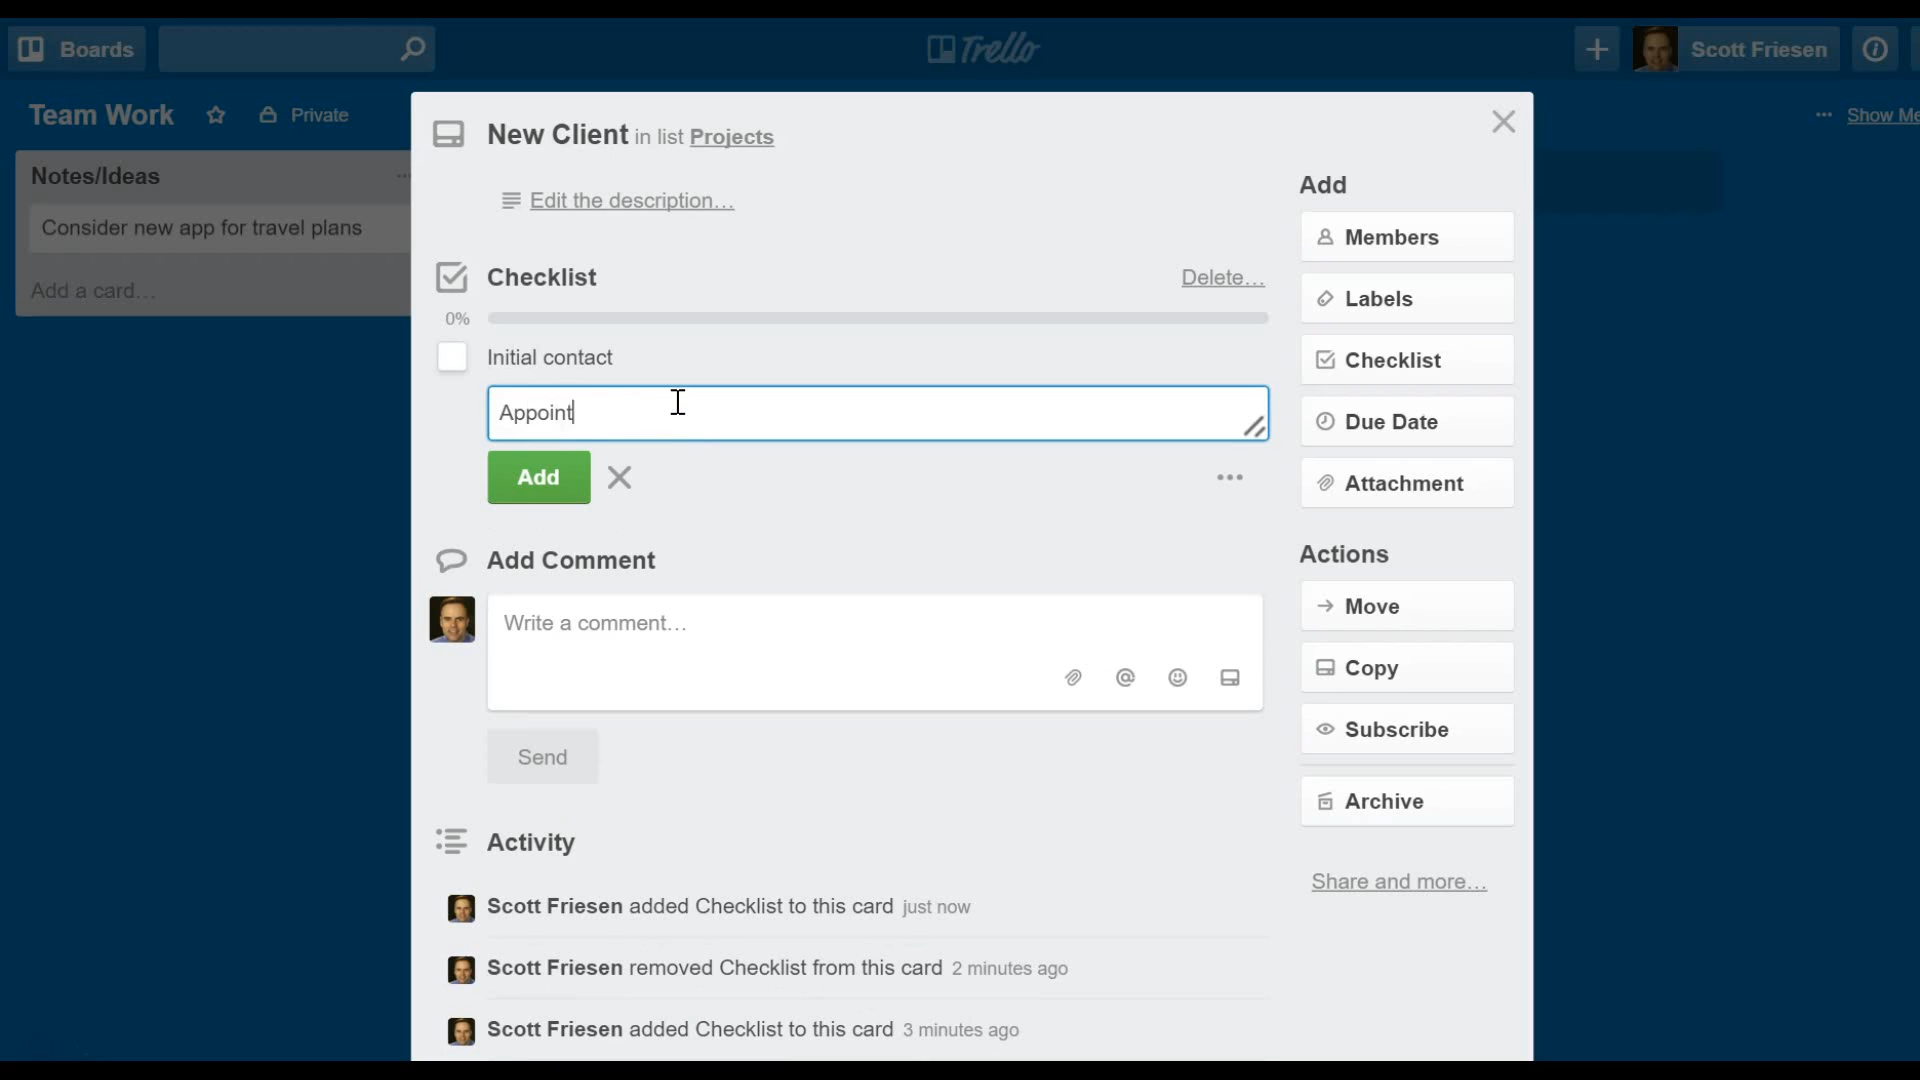 Boards
Trello
Scott Friesen
Team Work
Private
Show Me
Notes/Ideas
Consider new app for travel plans
Add a card...
New Client in list Projects
Edit the description...
Checklist
Delete...
0%
Initial contact
Appoint
Add
Add Comment
Write a comment...
Send
Activity
Scott Friesen added Checklist to this card just now
Scott Friesen removed Checklist from this card 2 minutes ago
Scott Friesen added Checklist to this card 3 minutes ago
Add
Members
Labels
Checklist
Due Date
Attachment
Actions
Move
Copy
Subscribe
Archive
Share and more...